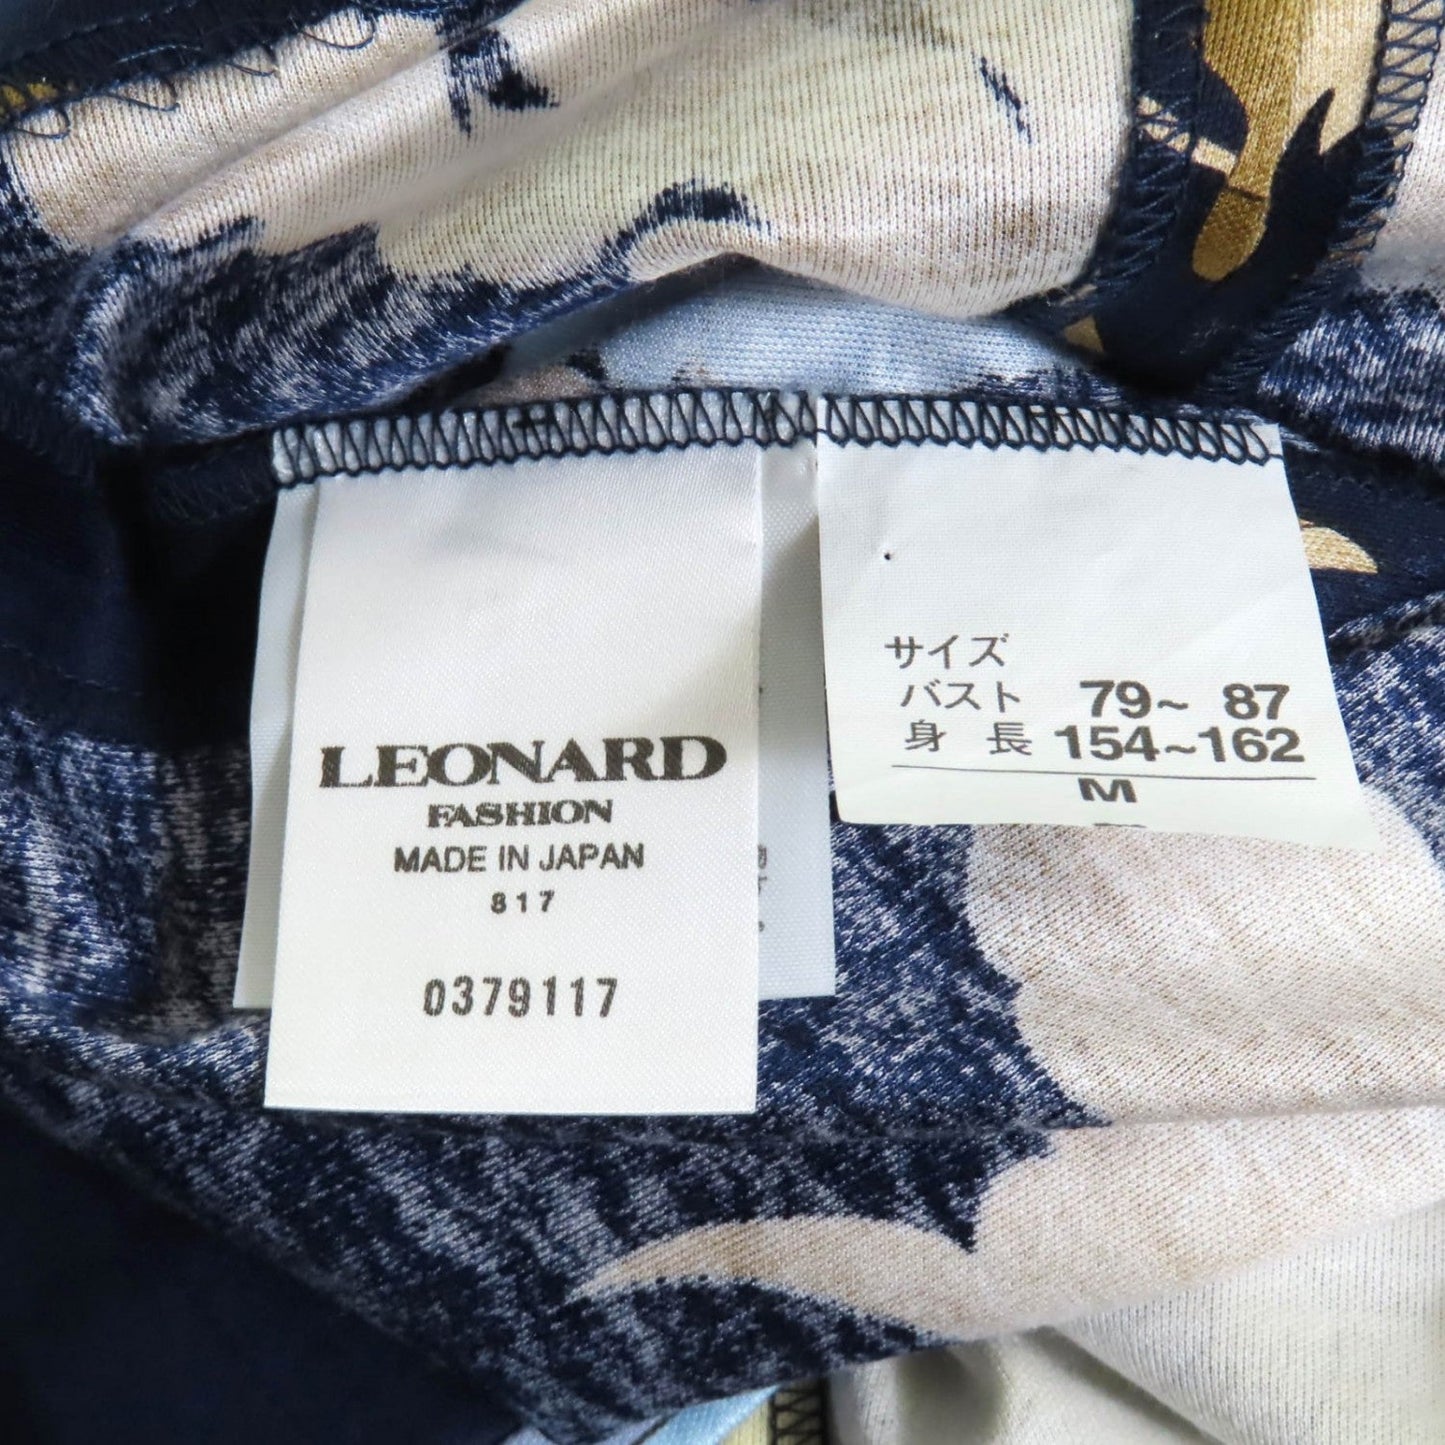 LEONARD
FASHION
MADE IN JAPAN
817
0379117
サイズ
バスト 79~ 87
身 長 154~162
M